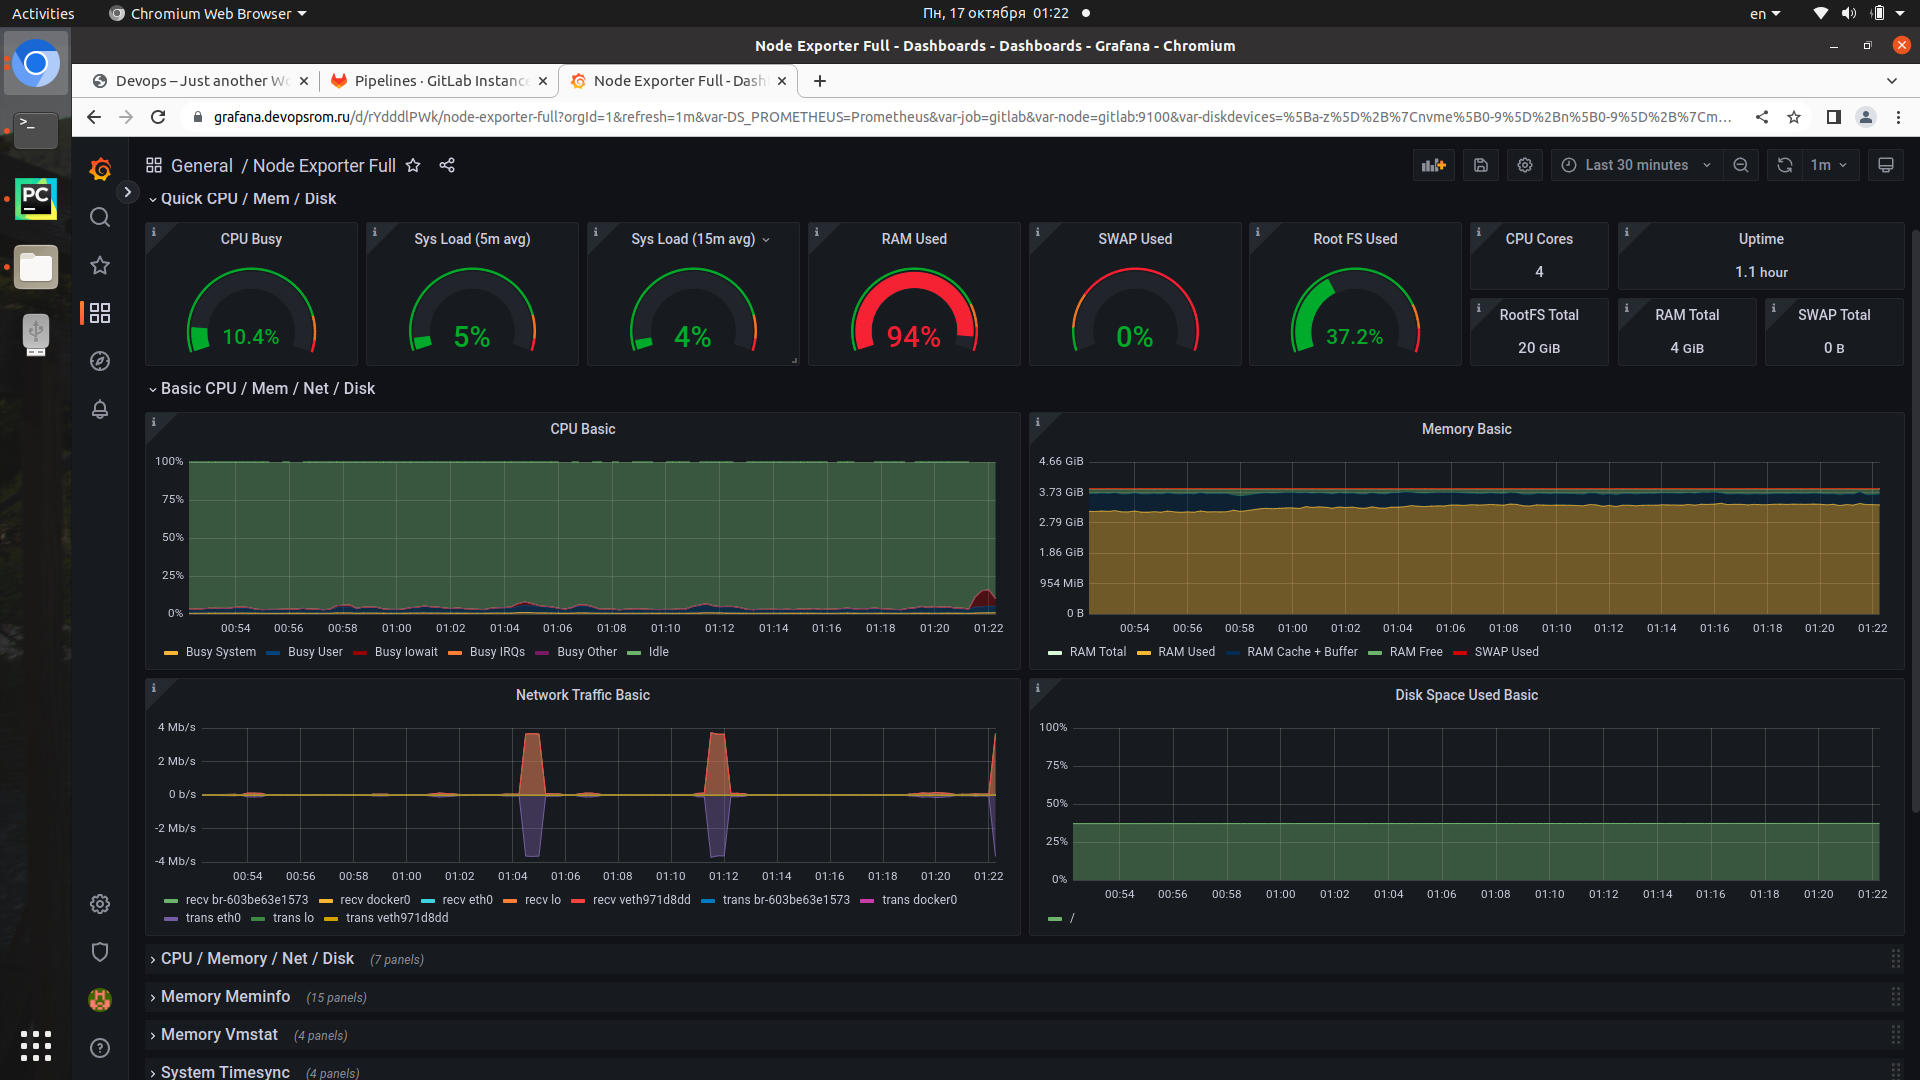 Activities
Chromium Web Browser
Пн, 17 октября 01:22
en
Node Exporter Full - Dashboards - Dashboards - Grafana - Chromium
Devops – Just another Wo
Pipelines · GitLab Instance
Node Exporter Full - Dash
grafana.devopsrom.ru/d/rYdddlPWk/node-exporter-full?orgId=1&refresh=1m&var-DS_PROMETHEUS=Prometheus&var-job=gitlab&var-node=gitlab:9100&var-diskdevices=%5Ba-z%5D%2B%7Cnvme%5B0-9%5D%2Bn%5B0-9%5D%2B%7Cm...
General / Node Exporter Full
Last 30 minutes
1m
Quick CPU / Mem / Disk
CPU Busy
10.4%
Sys Load (5m avg)
5%
Sys Load (15m avg)
4%
RAM Used
94%
SWAP Used
0%
Root FS Used
37.2%
CPU Cores
4
Uptime
1.1 hour
RootFS Total
20 GiB
RAM Total
4 GiB
SWAP Total
0 B
Basic CPU / Mem / Net / Disk
CPU Basic
100%
75%
50%
25%
0%
00:54 00:56 00:58 01:00 01:02 01:04 01:06 01:08 01:10 01:12 01:14 01:16 01:18 01:20 01:22
Busy System Busy User Busy Iowait Busy IRQs Busy Other Idle
Memory Basic
4.66 GiB
3.73 GiB
2.79 GiB
1.86 GiB
954 MiB
0 B
00:54 00:56 00:58 01:00 01:02 01:04 01:06 01:08 01:10 01:12 01:14 01:16 01:18 01:20 01:22
RAM Total RAM Used RAM Cache + Buffer RAM Free SWAP Used
Network Traffic Basic
4 Mb/s
2 Mb/s
0 b/s
-2 Mb/s
-4 Mb/s
00:54 00:56 00:58 01:00 01:02 01:04 01:06 01:08 01:10 01:12 01:14 01:16 01:18 01:20 01:22
recv br-603be63e1573 recv docker0 recv eth0 recv lo recv veth971d8dd trans br-603be63e1573 trans docker0
trans eth0 trans lo trans veth971d8dd
Disk Space Used Basic
100%
75%
50%
25%
0%
00:54 00:56 00:58 01:00 01:02 01:04 01:06 01:08 01:10 01:12 01:14 01:16 01:18 01:20 01:22
/
CPU / Memory / Net / Disk (7 panels)
Memory Meminfo (15 panels)
Memory Vmstat (4 panels)
System Timesync (4 panels)
PC